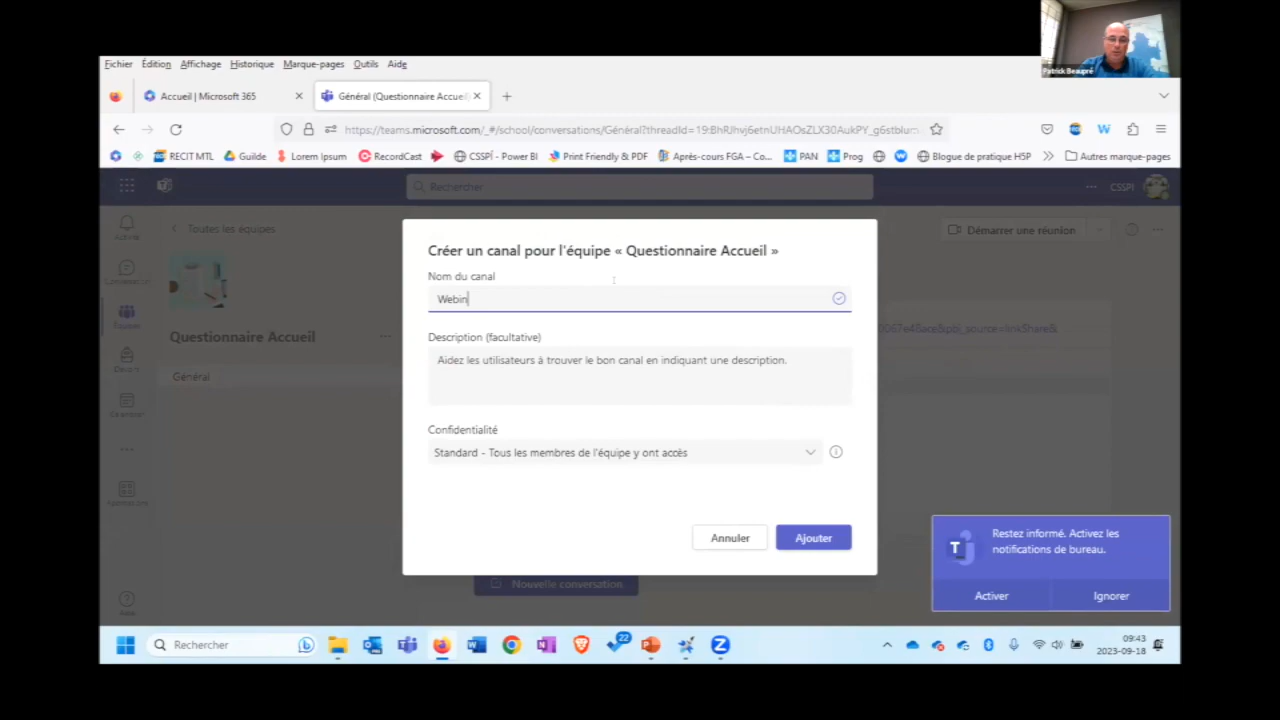 Patrick Beaupré
Fichier Édition Affichage Historique Marque-pages Outils Aide
Accueil | Microsoft 365
Général (Questionnaire Accueil)
https://teams.microsoft.com/_#/school/conversations/Général?threadId=19:
RECIT MTL Guilde Lorem Ipsum RecordCast CSSPÎ - Power BI Print Friendly & PDF Après-cours FGA – Co... PAN Prog Blogue de pratique H5P Autres marque-pages
Rechercher
CSSPI
Toutes les équipes
Démarrer une réunion
Questionnaire Accueil
Général
Créer un canal pour l'équipe « Questionnaire Accueil »
Nom du canal
Webin
Description (facultative)
Aidez les utilisateurs à trouver le bon canal en indiquant une description.
Confidentialité
Standard - Tous les membres de l'équipe y ont accès
Annuler
Ajouter
Nouvelle conversation
Restez informé. Activez les
notifications de bureau.
Activer
Ignorer
Rechercher
22
09:43
2023-09-18